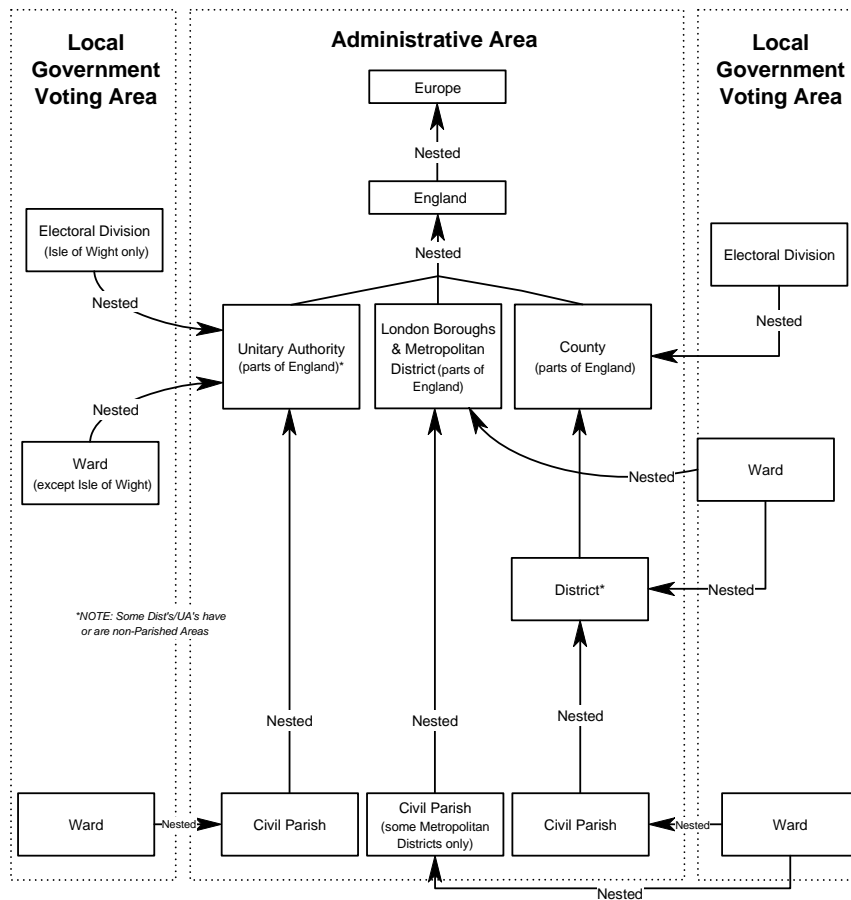 Local
Government
Voting Area
Administrative Area
Local
Government
Voting Area
Europe
Nested
England
Nested
Electoral Division
(Isle of Wight only)
Nested
Electoral Division
Nested
Unitary Authority
(parts of England)*
London Boroughs
& Metropolitan
District (parts of
England)
County
(parts of England)
Nested
Ward
(except Isle of Wight)
Nested
Ward
District*
Nested
*NOTE: Some Dist's/UA's have
or are non-Parished Areas
Nested
Nested
Nested
Ward
Nested
Civil Parish
Civil Parish
(some Metropolitan
Districts only)
Civil Parish
Nested
Ward
Nested